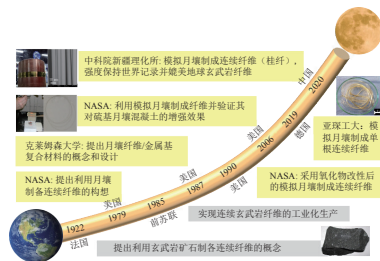 中科院新疆理化所: 模拟月壤制成连续纤维（桂纤）,
强度保持世界记录并媲美地球玄武岩纤维
NASA: 利用模拟月壤制成纤维并验证其
对硫基月壤混凝土的增强效果
克莱姆森大学: 提出月壤纤维/金属基
复合材料的概念和设计
NASA: 提出利用月壤
制备连续纤维的构想
亚琛工大: 模
拟月壤制成单
根连续纤维
NASA: 采用氧化物改性后
的模拟月壤制成连续纤维
实现连续玄武岩纤维的工业化生产
提出利用玄武岩矿石制备连续纤维的概念
1922
法国
1979
美国
1985
前苏联
1987
美国
1990
美国
2006
美国
2019
德国
2020
中国